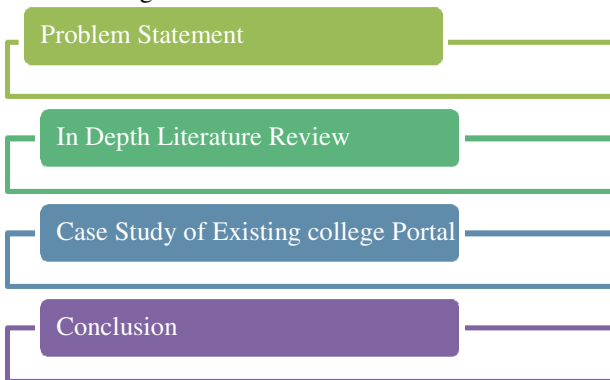 Problem Statement
In Depth Literature Review
Case Study of Existing college Portal
Conclusion